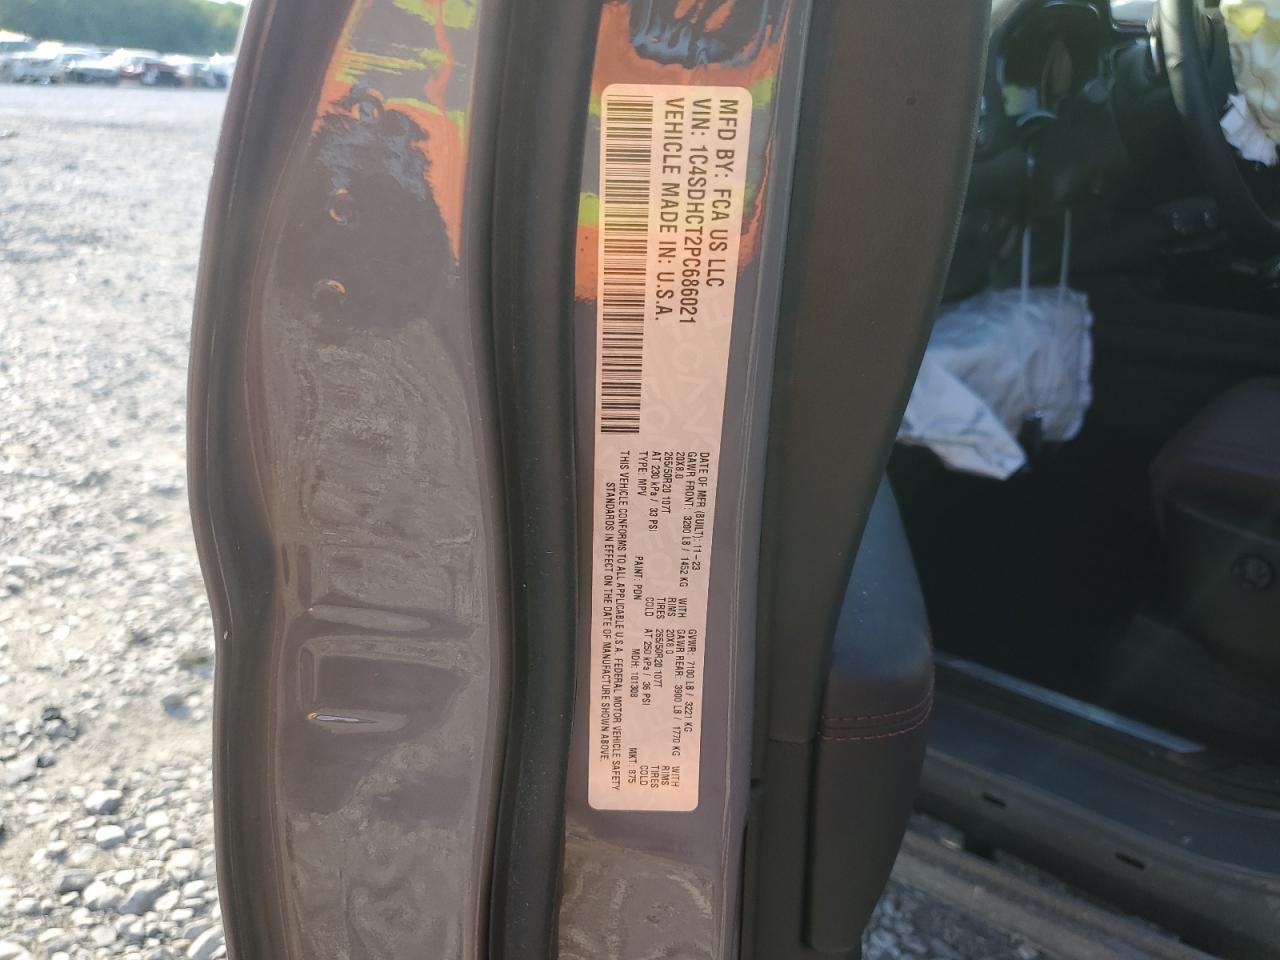 MFD BY: FCA US LLC
VIN: 1C4SDHCT2PC686021
VEHICLE MADE IN: U.S.A.
DATE OF MFR (BUILT): 11-23 GVWR: 7100 LB / 3221 KG
GAWR FRONT: 3200 LB / 1452 KG WITH GAWR REAR: 3900 LB / 1770 KG WITH
20X8.0 RIMS 20X8.0 RIMS
265/50R20 107T TIRES 265/50R20 107T TIRES
AT 230 kPa / 33 PSI COLD AT 250 kPa / 36 PSI COLD
TYPE: MPV PAINT: PDN MDH: 101308 MKT: 875
THIS VEHICLE CONFORMS TO ALL APPLICABLE U.S.A. FEDERAL MOTOR VEHICLE SAFETY
STANDARDS IN EFFECT ON THE DATE OF MANUFACTURE SHOWN ABOVE.